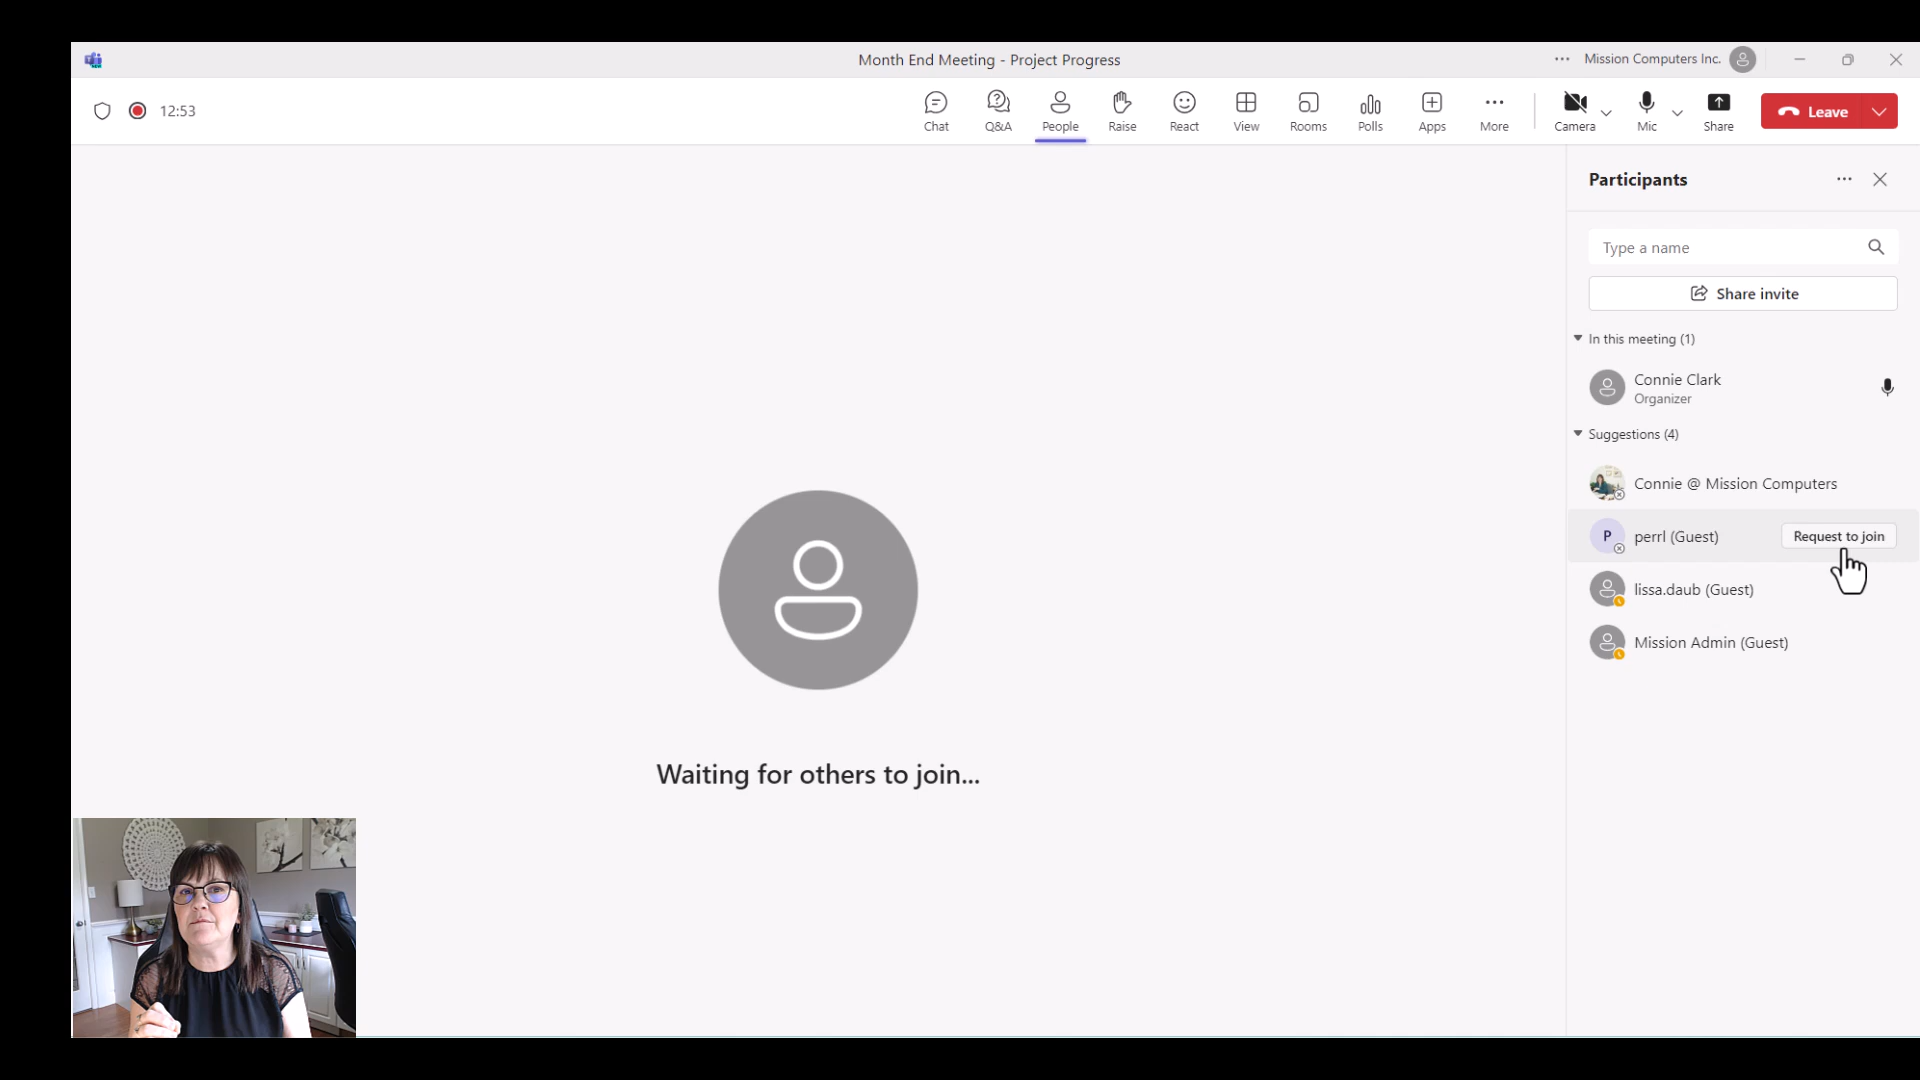 Month End Meeting - Project Progress
Mission Computers Inc.
12:53
Chat
Q&A
People
Raise
React
View
Rooms
Polls
Apps
More
Camera
Mic
Share
Leave
Participants
Type a name
Share invite
In this meeting (1)
Connie Clark
Organizer
Suggestions (4)
Connie @ Mission Computers
P
perrl (Guest)
Request to join
lissa.daub (Guest)
Mission Admin (Guest)
Waiting for others to join...